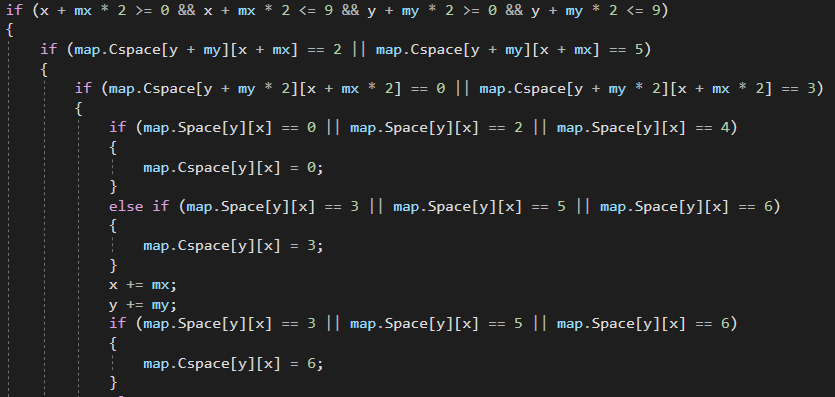 if (x + mx * 2 >= 0 && x + mx * 2 <= 9 && y + my * 2 >= 0 && y + my * 2 <= 9)
{
if (map.Cspace[y + my][x + mx] == 2 || map.Cspace[y + my][x + mx] == 5)
{
if (map.Cspace[y + my * 2][x + mx * 2] == 0 || map.Cspace[y + my * 2][x + mx * 2] == 3)
{
if (map.Space[y][x] == 0 || map.Space[y][x] == 2 || map.Space[y][x] == 4)
{
map.Cspace[y][x] = 0;
}
else if (map.Space[y][x] == 3 || map.Space[y][x] == 5 || map.Space[y][x] == 6)
{
map.Cspace[y][x] = 3;
}
x += mx;
y += my;
if (map.Space[y][x] == 3 || map.Space[y][x] == 5 || map.Space[y][x] == 6)
{
map.Cspace[y][x] = 6;
}